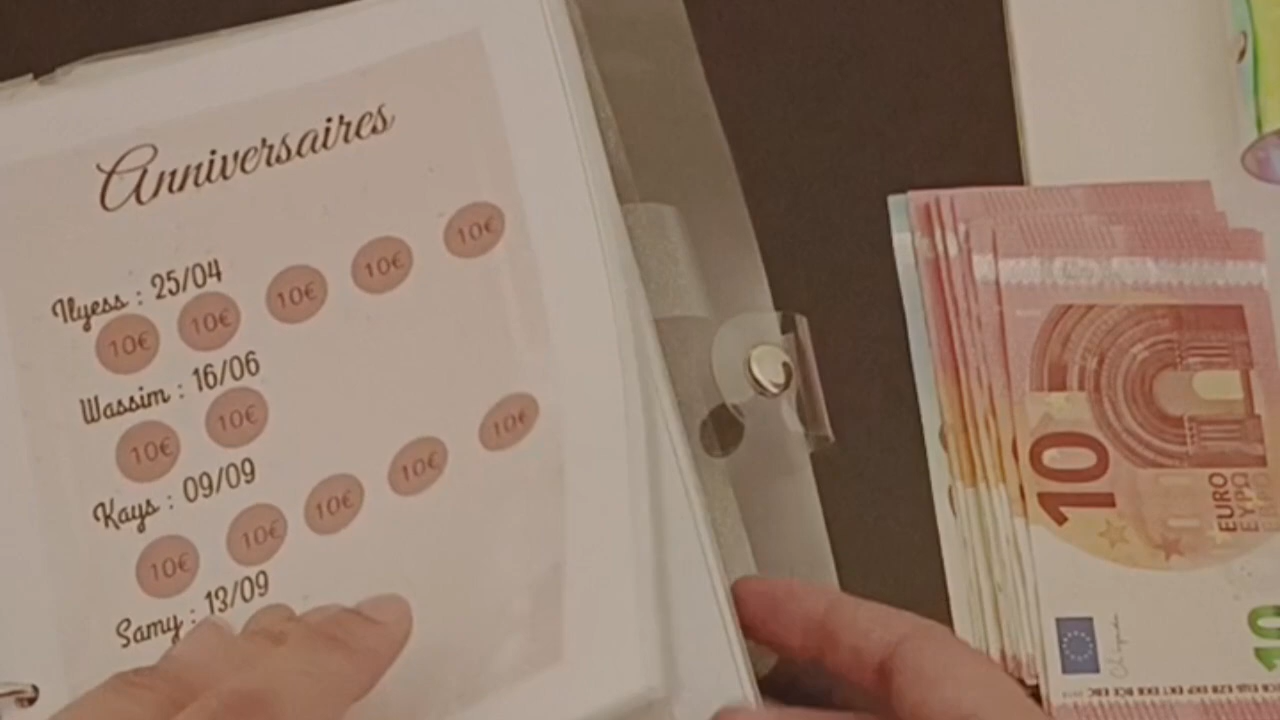 Anniversaires
Ilyess : 25/04
10€ 10€ 10€ 10€ 10€
Wassim : 16/06
10€ 10€
Kays : 09/09
10€ 10€ 10€ 10€ 10€
Samy : 13/09
10
EURO
ΕΥΡΩ
10